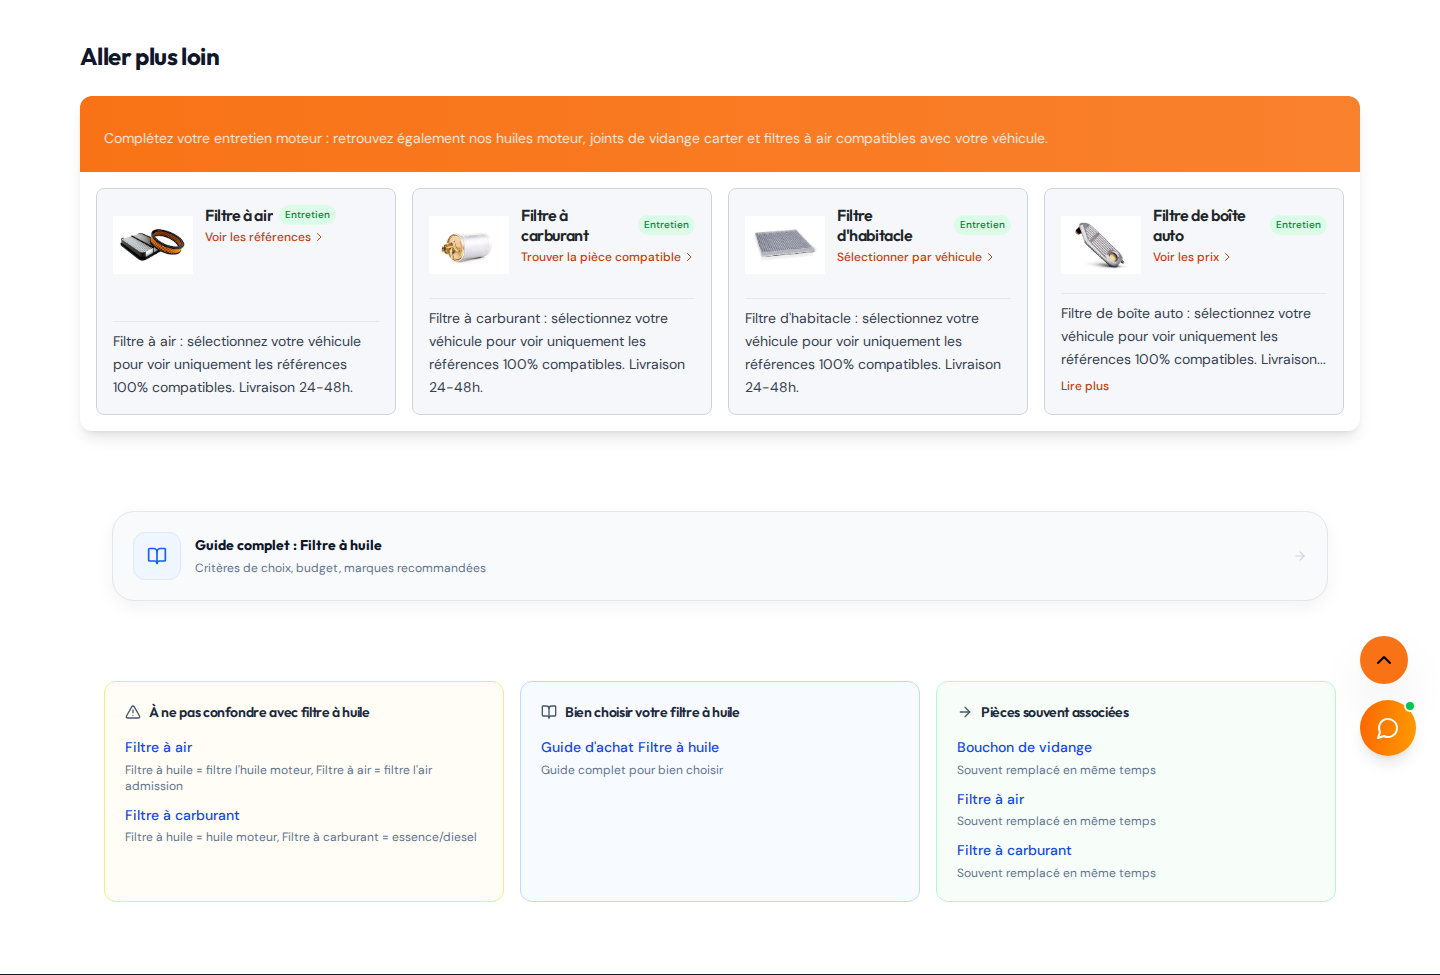 Aller plus loin
Complétez votre entretien moteur : retrouvez également nos huiles moteur, joints de vidange carter et filtres à air compatibles avec votre véhicule.
Filtre à air Entretien
Voir les références
Filtre à air : sélectionnez votre véhicule
pour voir uniquement les références
100% compatibles. Livraison 24-48h.
Filtre à
carburant
Entretien
Trouver la pièce compatible
Filtre à carburant : sélectionnez votre
véhicule pour voir uniquement les
références 100% compatibles. Livraison
24-48h.
Filtre
d'habitacle
Entretien
Sélectionner par véhicule
Filtre d'habitacle : sélectionnez votre
véhicule pour voir uniquement les
références 100% compatibles. Livraison
24-48h.
Filtre de boîte
auto
Entretien
Voir les prix
Filtre de boîte auto : sélectionnez votre
véhicule pour voir uniquement les
références 100% compatibles. Livraison...
Lire plus
Guide complet : Filtre à huile
Critères de choix, budget, marques recommandées
À ne pas confondre avec filtre à huile
Filtre à air
Filtre à huile = filtre l'huile moteur, Filtre à air = filtre l'air
admission
Filtre à carburant
Filtre à huile = huile moteur, Filtre à carburant = essence/diesel
Bien choisir votre filtre à huile
Guide d'achat Filtre à huile
Guide complet pour bien choisir
Pièces souvent associées
Bouchon de vidange
Souvent remplacé en même temps
Filtre à air
Souvent remplacé en même temps
Filtre à carburant
Souvent remplacé en même temps